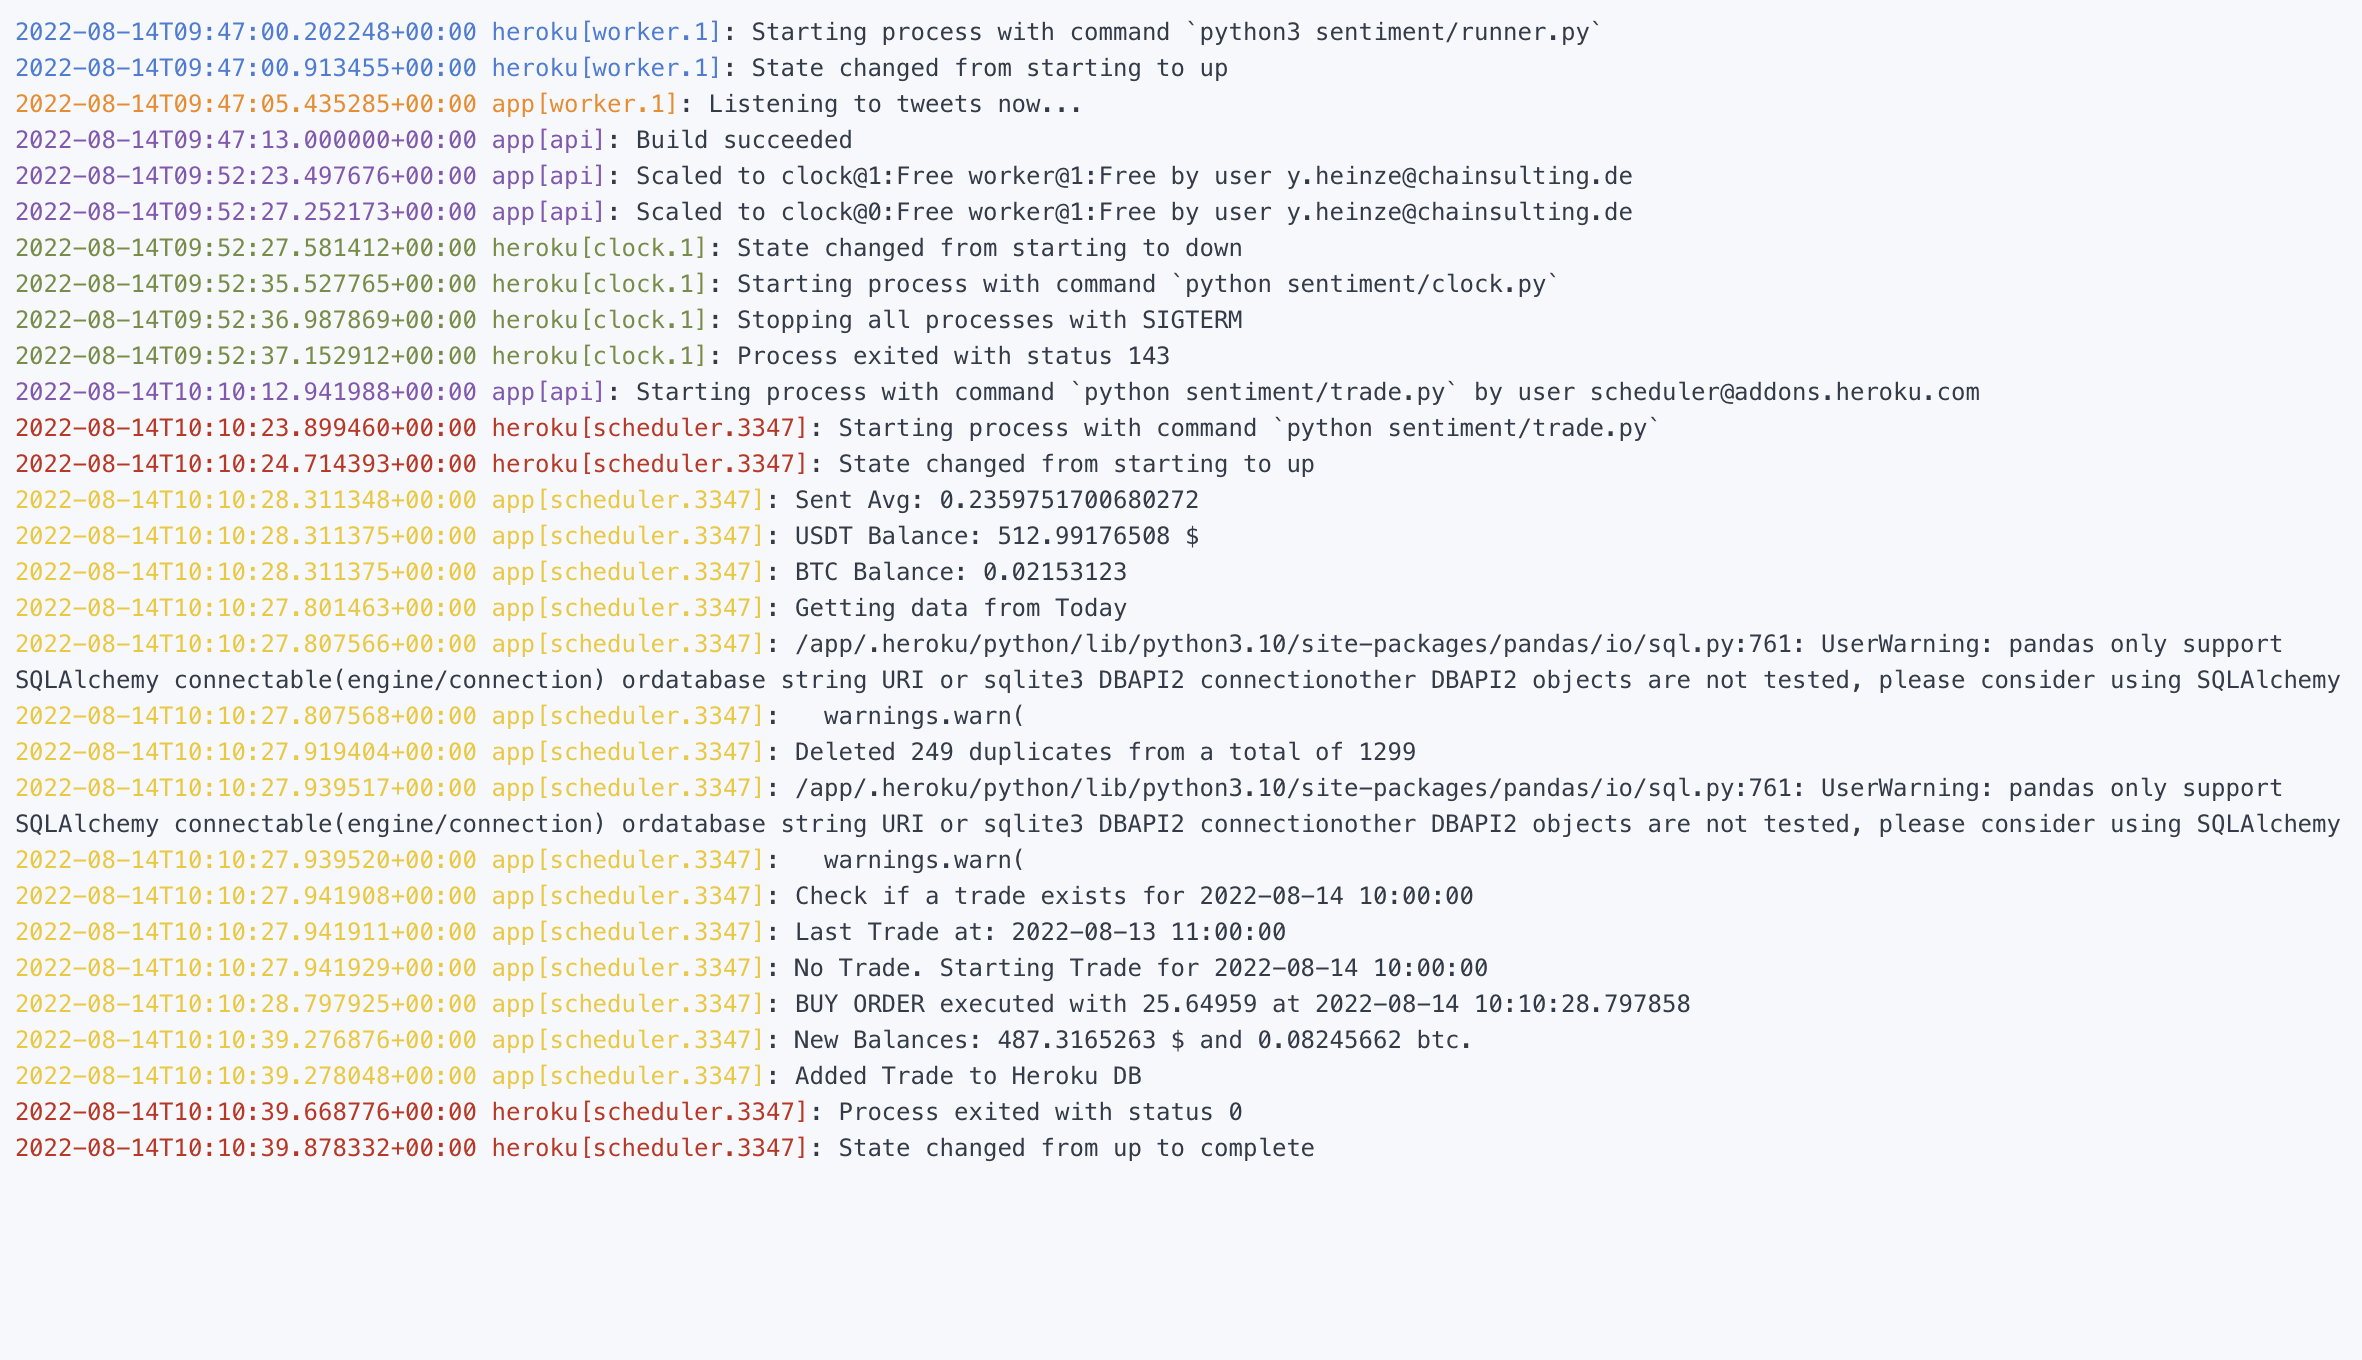 2022-08-14T09:47:00.202248+00:00 heroku[worker.1]: Starting process with command `python3 sentiment/runner.py`
2022-08-14T09:47:00.913455+00:00 heroku[worker.1]: State changed from starting to up
2022-08-14T09:47:05.435285+00:00 app[worker.1]: Listening to tweets now...
2022-08-14T09:47:13.000000+00:00 app[api]: Build succeeded
2022-08-14T09:52:23.497676+00:00 app[api]: Scaled to clock@1:Free worker@1:Free by user y.heinze@chainsulting.de
2022-08-14T09:52:27.252173+00:00 app[api]: Scaled to clock@0:Free worker@1:Free by user y.heinze@chainsulting.de
2022-08-14T09:52:27.581412+00:00 heroku[clock.1]: State changed from starting to down
2022-08-14T09:52:35.527765+00:00 heroku[clock.1]: Starting process with command `python sentiment/clock.py`
2022-08-14T09:52:36.987869+00:00 heroku[clock.1]: Stopping all processes with SIGTERM
2022-08-14T09:52:37.152912+00:00 heroku[clock.1]: Process exited with status 143
2022-08-14T10:10:12.941988+00:00 app[api]: Starting process with command `python sentiment/trade.py` by user scheduler@addons.heroku.com
2022-08-14T10:10:23.899460+00:00 heroku[scheduler.3347]: Starting process with command `python sentiment/trade.py`
2022-08-14T10:10:24.714393+00:00 heroku[scheduler.3347]: State changed from starting to up
2022-08-14T10:10:28.311348+00:00 app[scheduler.3347]: Sent Avg: 0.2359751700680272
2022-08-14T10:10:28.311375+00:00 app[scheduler.3347]: USDT Balance: 512.99176508 $
2022-08-14T10:10:28.311375+00:00 app[scheduler.3347]: BTC Balance: 0.02153123
2022-08-14T10:10:27.801463+00:00 app[scheduler.3347]: Getting data from Today
2022-08-14T10:10:27.807566+00:00 app[scheduler.3347]: /app/.heroku/python/lib/python3.10/site-packages/pandas/io/sql.py:761: UserWarning: pandas only support
SQLAlchemy connectable(engine/connection) ordatabase string URI or sqlite3 DBAPI2 connectionother DBAPI2 objects are not tested, please consider using SQLAlchemy
2022-08-14T10:10:27.807568+00:00 app[scheduler.3347]:   warnings.warn(
2022-08-14T10:10:27.919404+00:00 app[scheduler.3347]: Deleted 249 duplicates from a total of 1299
2022-08-14T10:10:27.939517+00:00 app[scheduler.3347]: /app/.heroku/python/lib/python3.10/site-packages/pandas/io/sql.py:761: UserWarning: pandas only support
SQLAlchemy connectable(engine/connection) ordatabase string URI or sqlite3 DBAPI2 connectionother DBAPI2 objects are not tested, please consider using SQLAlchemy
2022-08-14T10:10:27.939520+00:00 app[scheduler.3347]:   warnings.warn(
2022-08-14T10:10:27.941908+00:00 app[scheduler.3347]: Check if a trade exists for 2022-08-14 10:00:00
2022-08-14T10:10:27.941911+00:00 app[scheduler.3347]: Last Trade at: 2022-08-13 11:00:00
2022-08-14T10:10:27.941929+00:00 app[scheduler.3347]: No Trade. Starting Trade for 2022-08-14 10:00:00
2022-08-14T10:10:28.797925+00:00 app[scheduler.3347]: BUY ORDER executed with 25.64959 at 2022-08-14 10:10:28.797858
2022-08-14T10:10:39.276876+00:00 app[scheduler.3347]: New Balances: 487.3165263 $ and 0.08245662 btc.
2022-08-14T10:10:39.278048+00:00 app[scheduler.3347]: Added Trade to Heroku DB
2022-08-14T10:10:39.668776+00:00 heroku[scheduler.3347]: Process exited with status 0
2022-08-14T10:10:39.878332+00:00 heroku[scheduler.3347]: State changed from up to complete